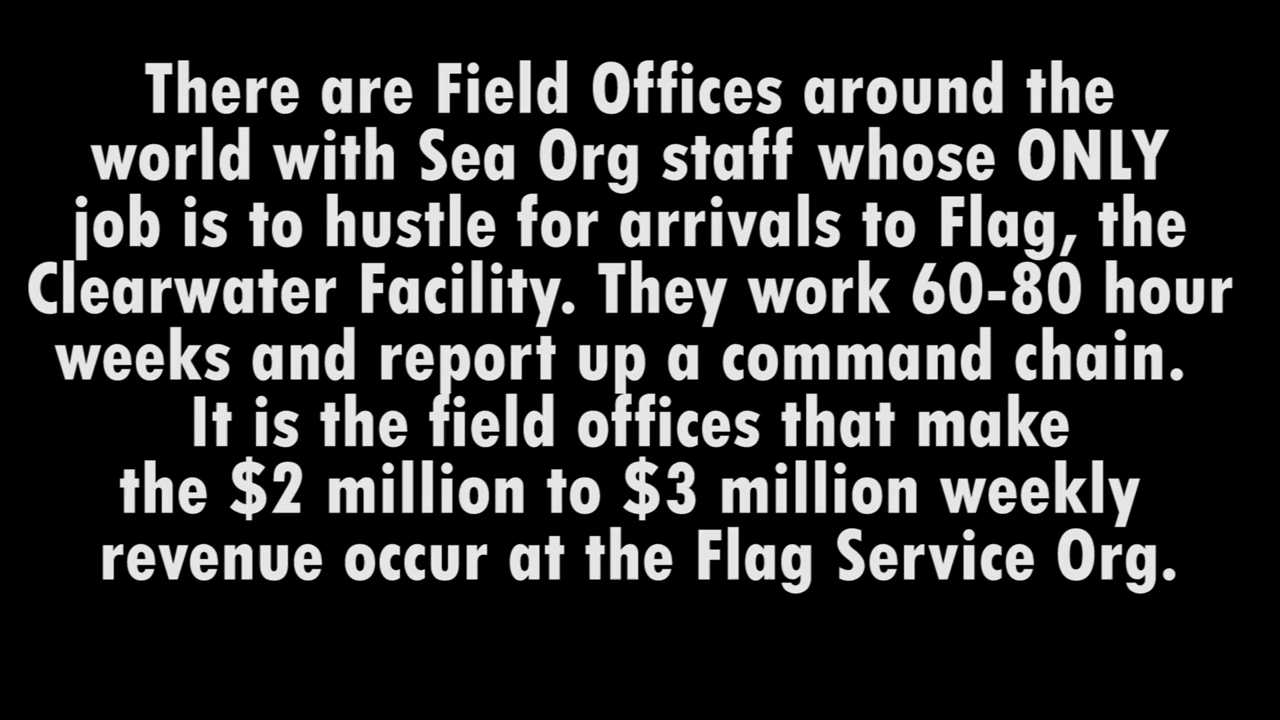 There are Field Offices around the
world with Sea Org staff whose ONLY
job is to hustle for arrivals to Flag, the
Clearwater Facility. They work 60-80 hour
weeks and report up a command chain.
It is the field offices that make
the $2 million to $3 million weekly
revenue occur at the Flag Service Org.